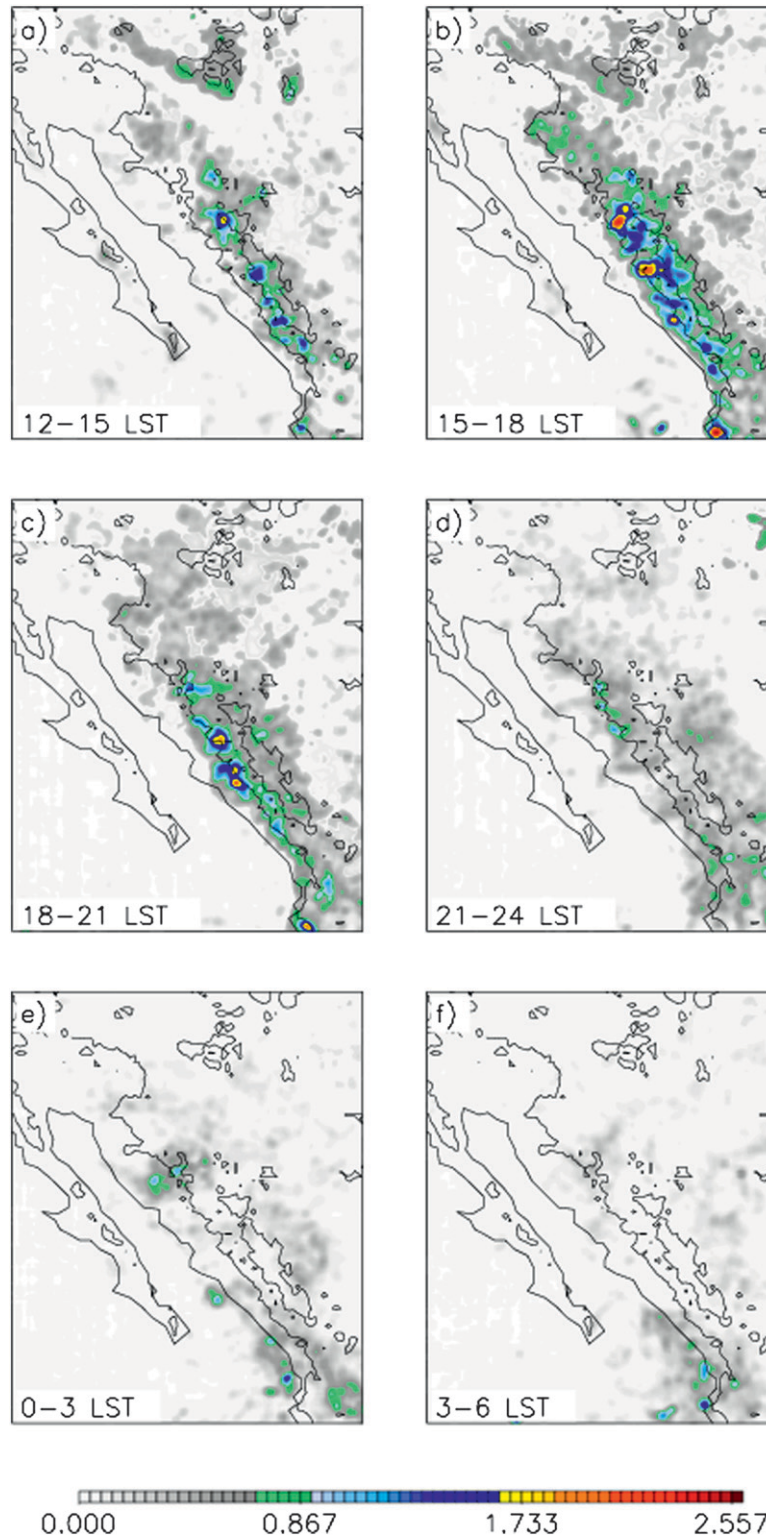 a)
12-15 LST
b)
15-18 LST
c)
18-21 LST
d)
21-24 LST
e)
0-3 LST
f)
3-6 LST
0.000 0.867 1.733 2.557